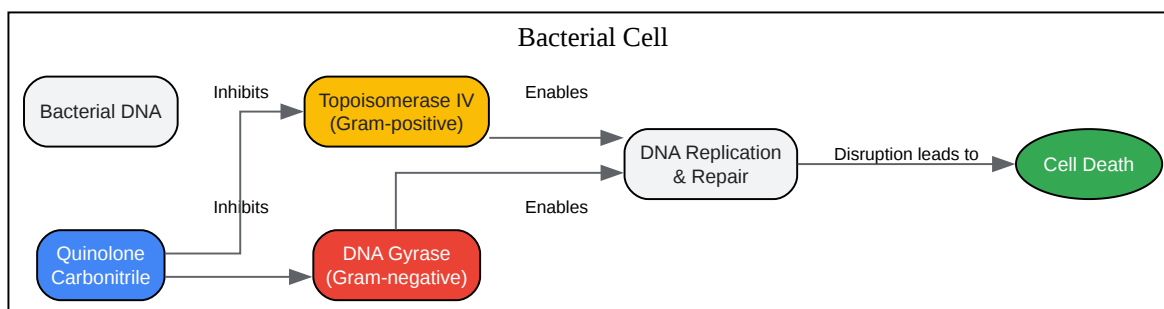 Bacterial Cell
Bacterial DNA
Inhibits
Topoisomerase IV
(Gram-positive)
Enables
DNA Replication
& Repair
Disruption leads to
Cell Death
Inhibits
Enables
Quinolone
Carbonitrile
DNA Gyrase
(Gram-negative)